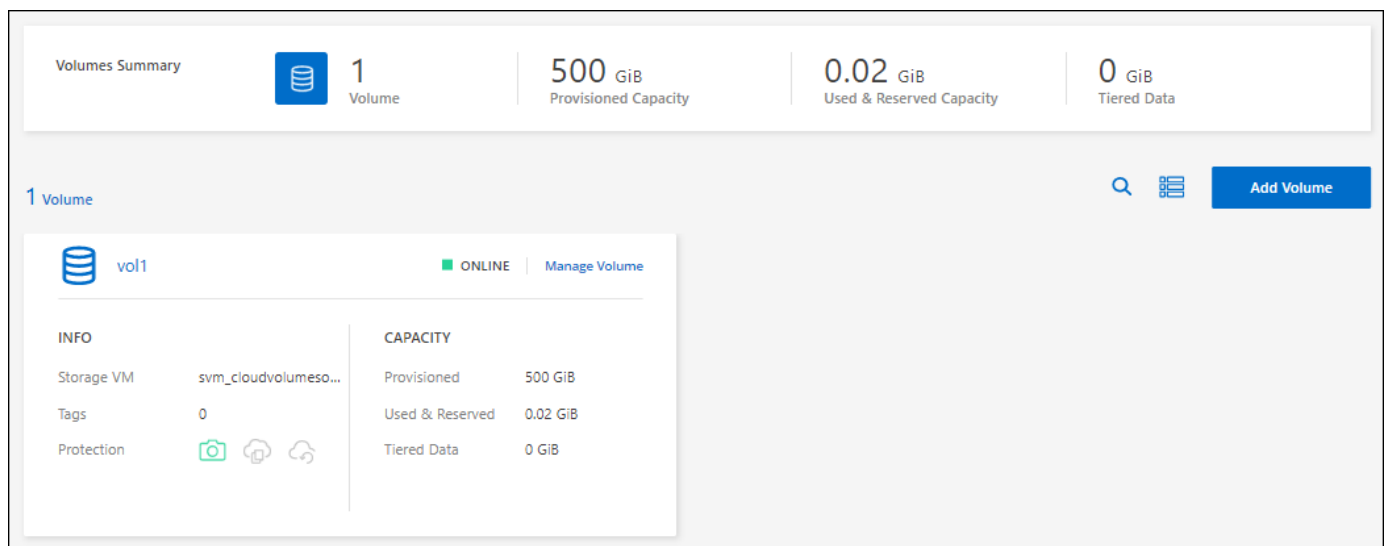 Volumes Summary
1
Volume
500 GiB
Provisioned Capacity
0.02 GiB
Used & Reserved Capacity
0 GiB
Tiered Data
1 Volume
Add Volume
vol1
ONLINE
Manage Volume
INFO
Storage VM svm_cloudvolumeso...
Tags 0
Protection
CAPACITY
Provisioned 500 GiB
Used & Reserved 0.02 GiB
Tiered Data 0 GiB